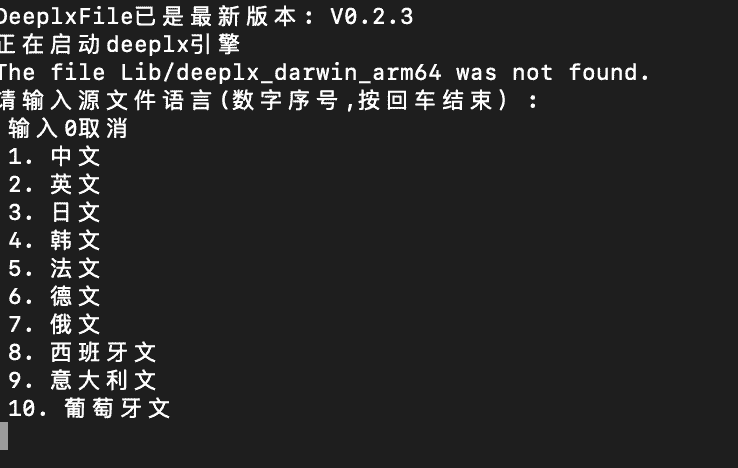 DeeplxFile已是最新版本: V0.2.3
正在启动deeplx引擎
The file Lib/deeplx_darwin_arm64 was not found.
请输入源文件语言(数字序号,按回车结束) :
输入0取消
1. 中文
2. 英文
3. 日文
4. 韩文
5. 法文
6. 德文
7. 俄文
8. 西班牙文
9. 意大利文
10. 葡萄牙文